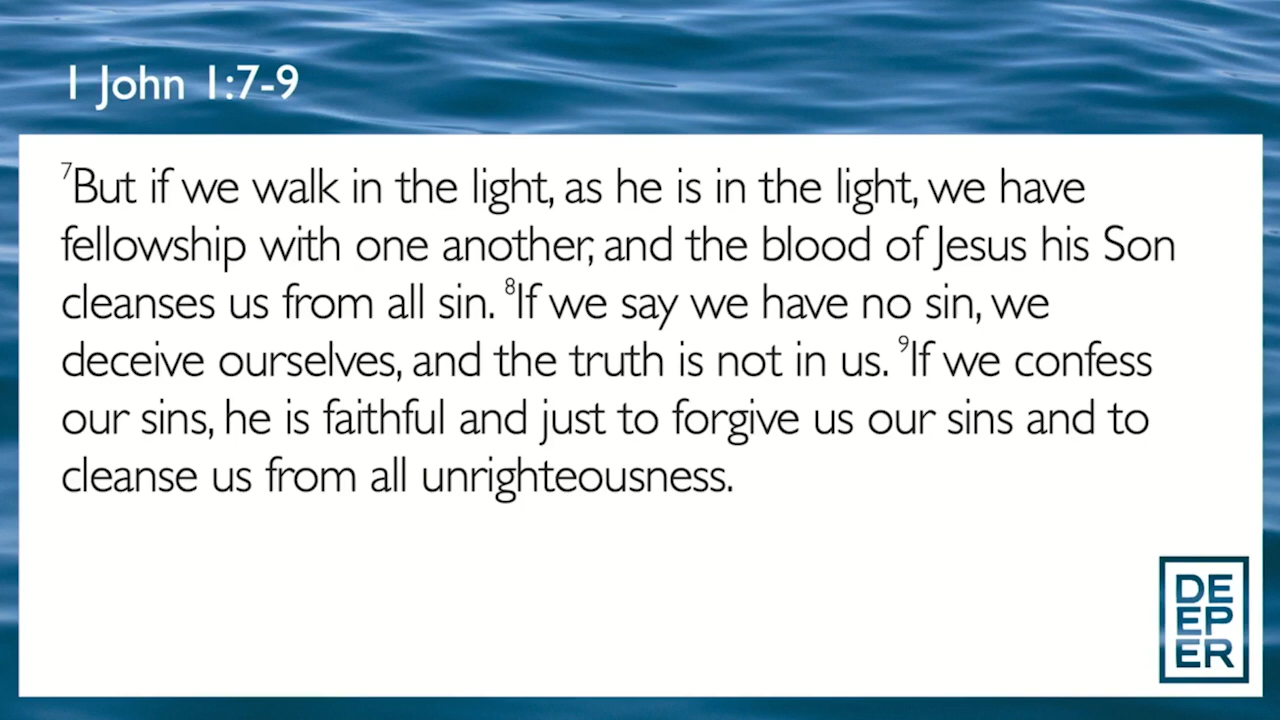 1 John 1:7-9
⁷But if we walk in the light, as he is in the light, we have
fellowship with one another, and the blood of Jesus his Son
cleanses us from all sin. ⁸If we say we have no sin, we
deceive ourselves, and the truth is not in us. ⁹If we confess
our sins, he is faithful and just to forgive us our sins and to
cleanse us from all unrighteousness.
DE
EP
ER